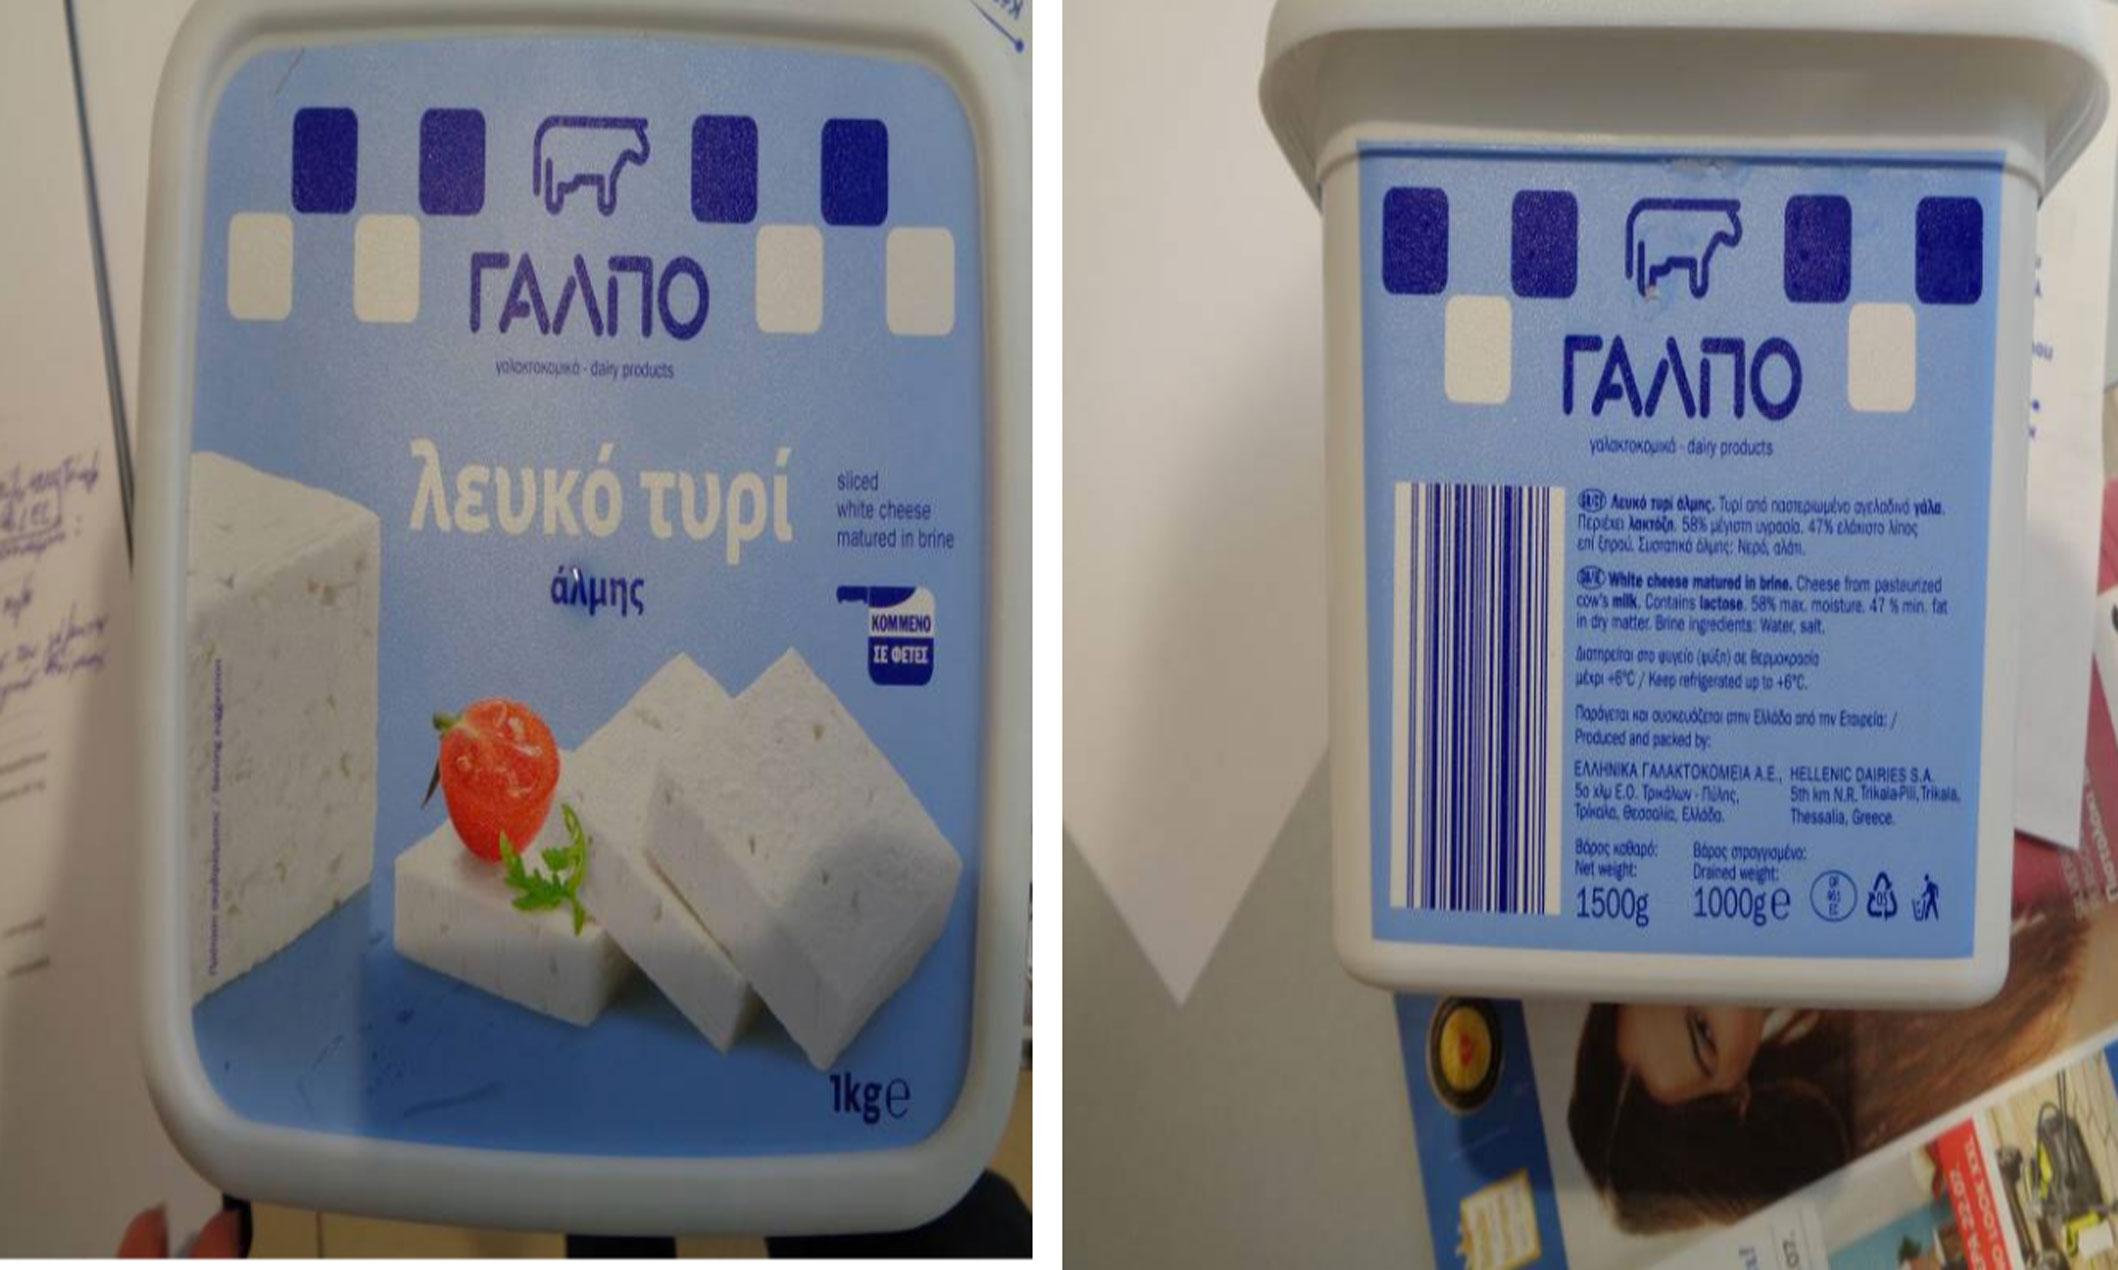 ΓΑΛΠΟ
γαλακτοκομικά - dairy products
λευκό τυρί
άλμης
sliced
white cheese
matured in brine
ΚΟΜΜΕΝΟ
ΣΕ ΦΕΤΕΣ
Πρόταση σερβιρίσματος / Serving suggestion
1kg e
ΓΑΛΠΟ
γαλακτοκομικά - dairy products
Λευκό τυρί άλμης. Τυρί από παστεριωμένο αγελαδινό γάλα.
Περιέχει λακτόζη. 58% μέγιστη υγρασία. 47% ελάχιστο λίπος
επί ξηρού. Συστατικά άλμης: Νερό, αλάτι.
White cheese matured in brine. Cheese from pasteurized
cow's milk. Contains lactose. 58% max. moisture. 47 % min. fat
in dry matter. Brine ingredients: Water, salt.
Διατηρείται στο ψυγείο (ψύξη) σε θερμοκρασία
μέχρι +6°C / Keep refrigerated up to +6°C.
Παράγεται και συσκευάζεται στην Ελλάδα από την Εταιρεία: /
Produced and packed by:
ΕΛΛΗΝΙΚΑ ΓΑΛΑΚΤΟΚΟΜΕΙΑ Α.Ε.,
5ο χλμ Ε.Ο. Τρικάλων - Πύλης,
Τρίκαλα, Θεσσαλία, Ελλάδα.
HELLENIC DAIRIES S.A.
5th km N.R. Trikala-Pili, Trikala,
Thessalia, Greece.
Βάρος καθαρό:
Net weight:
1500g
Βάρος στραγγισμένο:
Drained weight:
1000g e